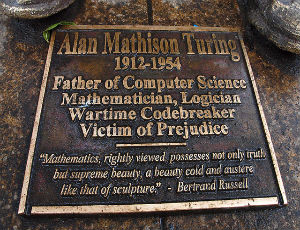 Alan Mathison Turing
1912-1954
Father of Computer Science
Mathematician, Logician
Wartime Codebreaker
Victim of Prejudice
"Mathematics, rightly viewed, possesses not only truth
but supreme beauty, a beauty cold and austere
like that of sculpture." - Bertrand Russell